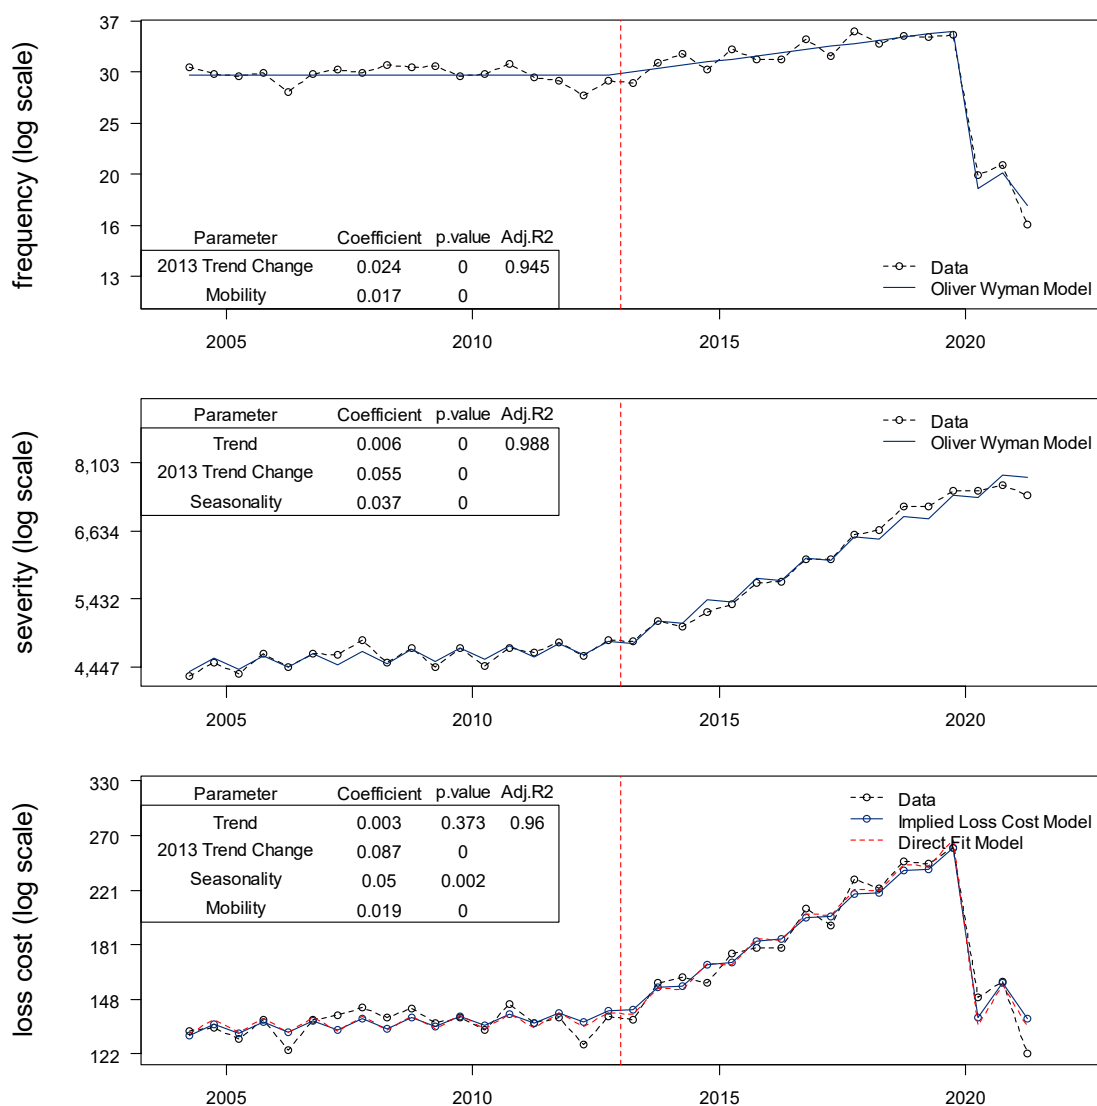 frequency (log scale)
37
30
25
20
16
13
Parameter Coefficient p.value Adj.R2
2013 Trend Change 0.024 0 0.945
Mobility 0.017 0
Data
Oliver Wyman Model
2005 2010 2015 2020
severity (log scale)
8,103
6,634
5,432
4,447
Parameter Coefficient p.value Adj.R2
Trend 0.006 0 0.988
2013 Trend Change 0.055 0
Seasonality 0.037 0
Data
Oliver Wyman Model
2005 2010 2015 2020
loss cost (log scale)
330
270
221
181
148
122
Parameter Coefficient p.value Adj.R2
Trend 0.003 0.373 0.96
2013 Trend Change 0.087 0
Seasonality 0.05 0.002
Mobility 0.019 0
Data
Implied Loss Cost Model
Direct Fit Model
2005 2010 2015 2020